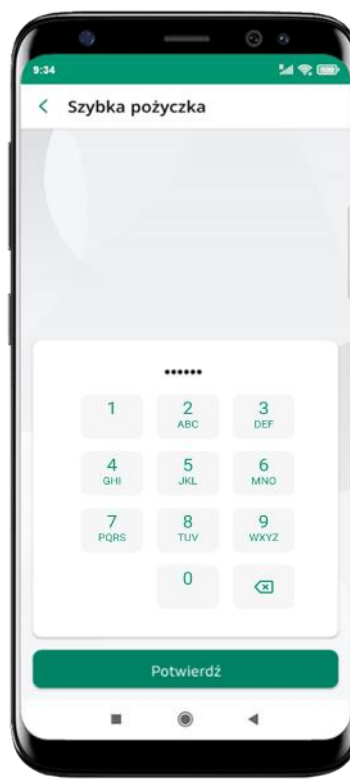 9:34
Szybka pożyczka
••••••
1 2 3
ABC DEF
4 5 6
GHI JKL MNO
7 8 9
PQRS TUV WXYZ
0
Potwierdź